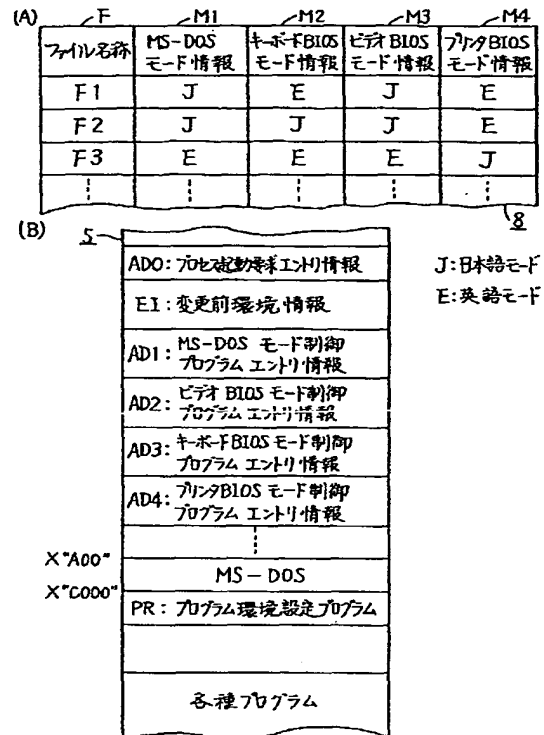 (A)
F
M1
M2
M3
M4
ファイル名称
MS-DOS
モード情報
キーボードBIOS
モード情報
ビデオBIOS
モード情報
プリンタBIOS
モード情報
F1 J E J E
F2 J J J E
F3 E E E J
8
(B)
5
AD0:プロセス起動要求エントリ情報
J:日本語モード
E:英語モード
EI:変更前環境情報
AD1:MS-DOS モード制御
プログラム エントリ情報
AD2:ビデオ BIOS モード制御
プログラム エントリ情報
AD3:キーボードBIOS モード制御
プログラム エントリ情報
AD4:プリンタBIOS モード制御
プログラム エントリ情報
X"A00"
MS-DOS
X"C000"
PR:プログラム環境設定プログラム
各種プログラム